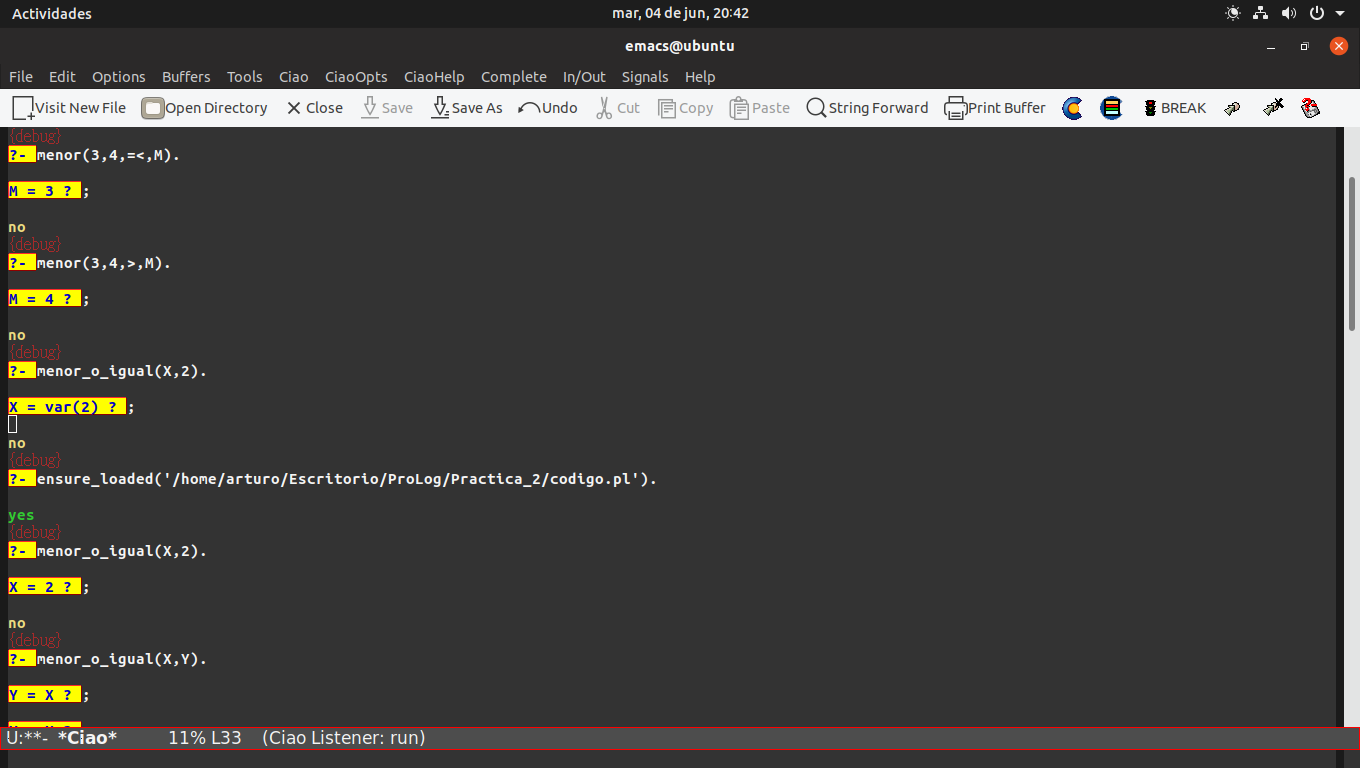 Actividades mar, 04 de jun, 20:42
emacs@ubuntu
File Edit Options Buffers Tools Ciao CiaoOpts CiaoHelp Complete In/Out Signals Help
Visit New File Open Directory Close Save Save As Undo Cut Copy Paste String Forward Print Buffer BREAK
{debug}
?- menor(3,4,=<,M).
M = 3 ? ;
no
{debug}
?- menor(3,4,>,M).
M = 4 ? ;
no
{debug}
?- menor_o_igual(X,2).
X = var(2) ? ;
no
{debug}
?- ensure_loaded('/home/arturo/Escritorio/ProLog/Practica_2/codigo.pl').
yes
{debug}
?- menor_o_igual(X,2).
X = 2 ? ;
no
{debug}
?- menor_o_igual(X,Y).
Y = X ? ;
U:**- *Ciao* 11% L33 (Ciao Listener: run)